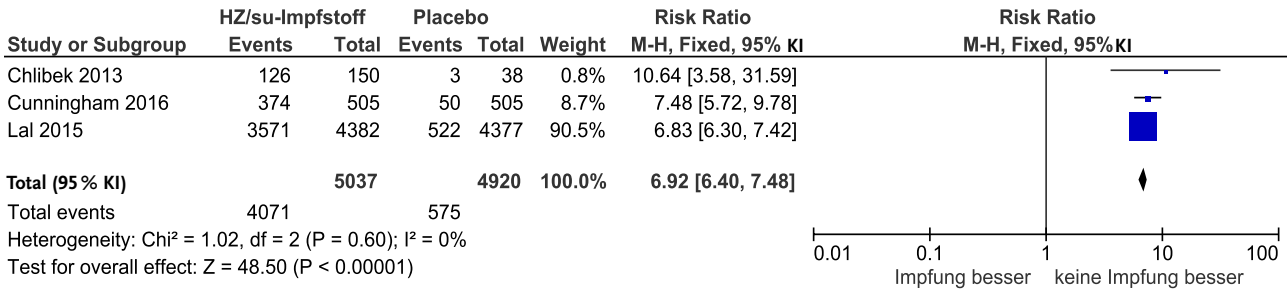 HZ/su-Impfstoff Placebo Risk Ratio Risk Ratio
Study or Subgroup Events Total Events Total Weight M-H, Fixed, 95% KI M-H, Fixed, 95% KI
Chlibek 2013 126 150 3 38 0.8% 10.64 [3.58, 31.59]
Cunningham 2016 374 505 50 505 8.7% 7.48 [5.72, 9.78]
Lal 2015 3571 4382 522 4377 90.5% 6.83 [6.30, 7.42]
Total (95 % KI) 5037 4920 100.0% 6.92 [6.40, 7.48]
Total events 4071 575
Heterogeneity: Chi² = 1.02, df = 2 (P = 0.60); I² = 0%
Test for overall effect: Z = 48.50 (P < 0.00001)
0.01 0.1 1 10 100
Impfung besser keine Impfung besser